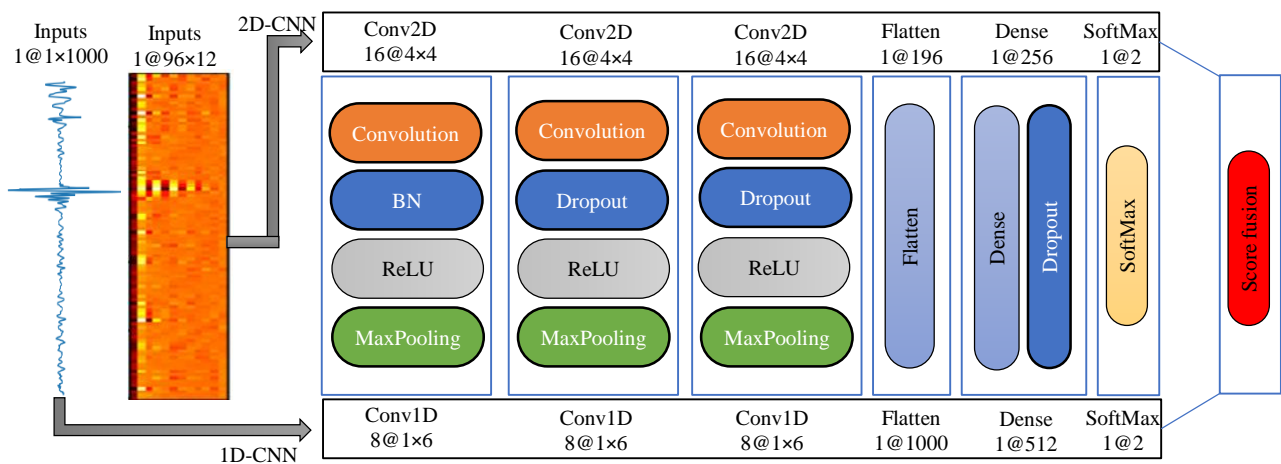 Inputs
1@1×1000
Inputs
1@96×12
2D-CNN
Conv2D
16@4×4
Conv2D
16@4×4
Conv2D
16@4×4
Flatten
1@196
Dense
1@256
SoftMax
1@2
Convolution
BN
ReLU
MaxPooling
Convolution
Dropout
ReLU
MaxPooling
Convolution
Dropout
ReLU
MaxPooling
Flatten
Dense
Dropout
SoftMax
Score fusion
1D-CNN
Conv1D
8@1×6
Conv1D
8@1×6
Conv1D
8@1×6
Flatten
1@1000
Dense
1@512
SoftMax
1@2